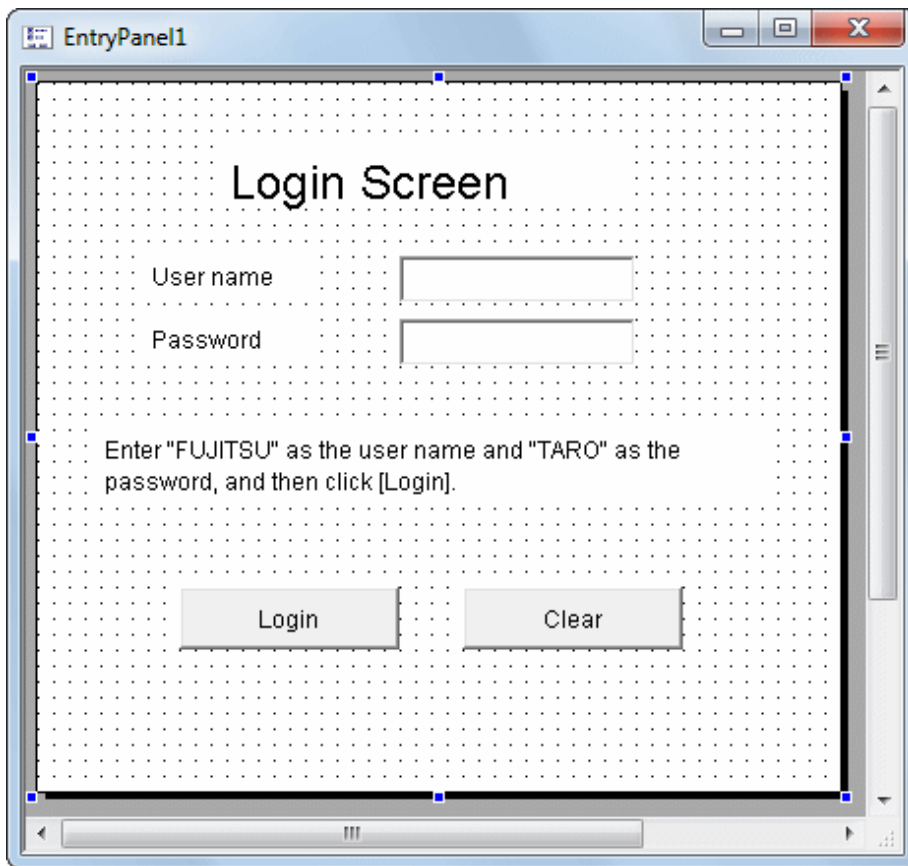 EntryPanel1
Login Screen
User name
Password
Enter "FUJITSU" as the user name and "TARO" as the
password, and then click [Login].
Login Clear